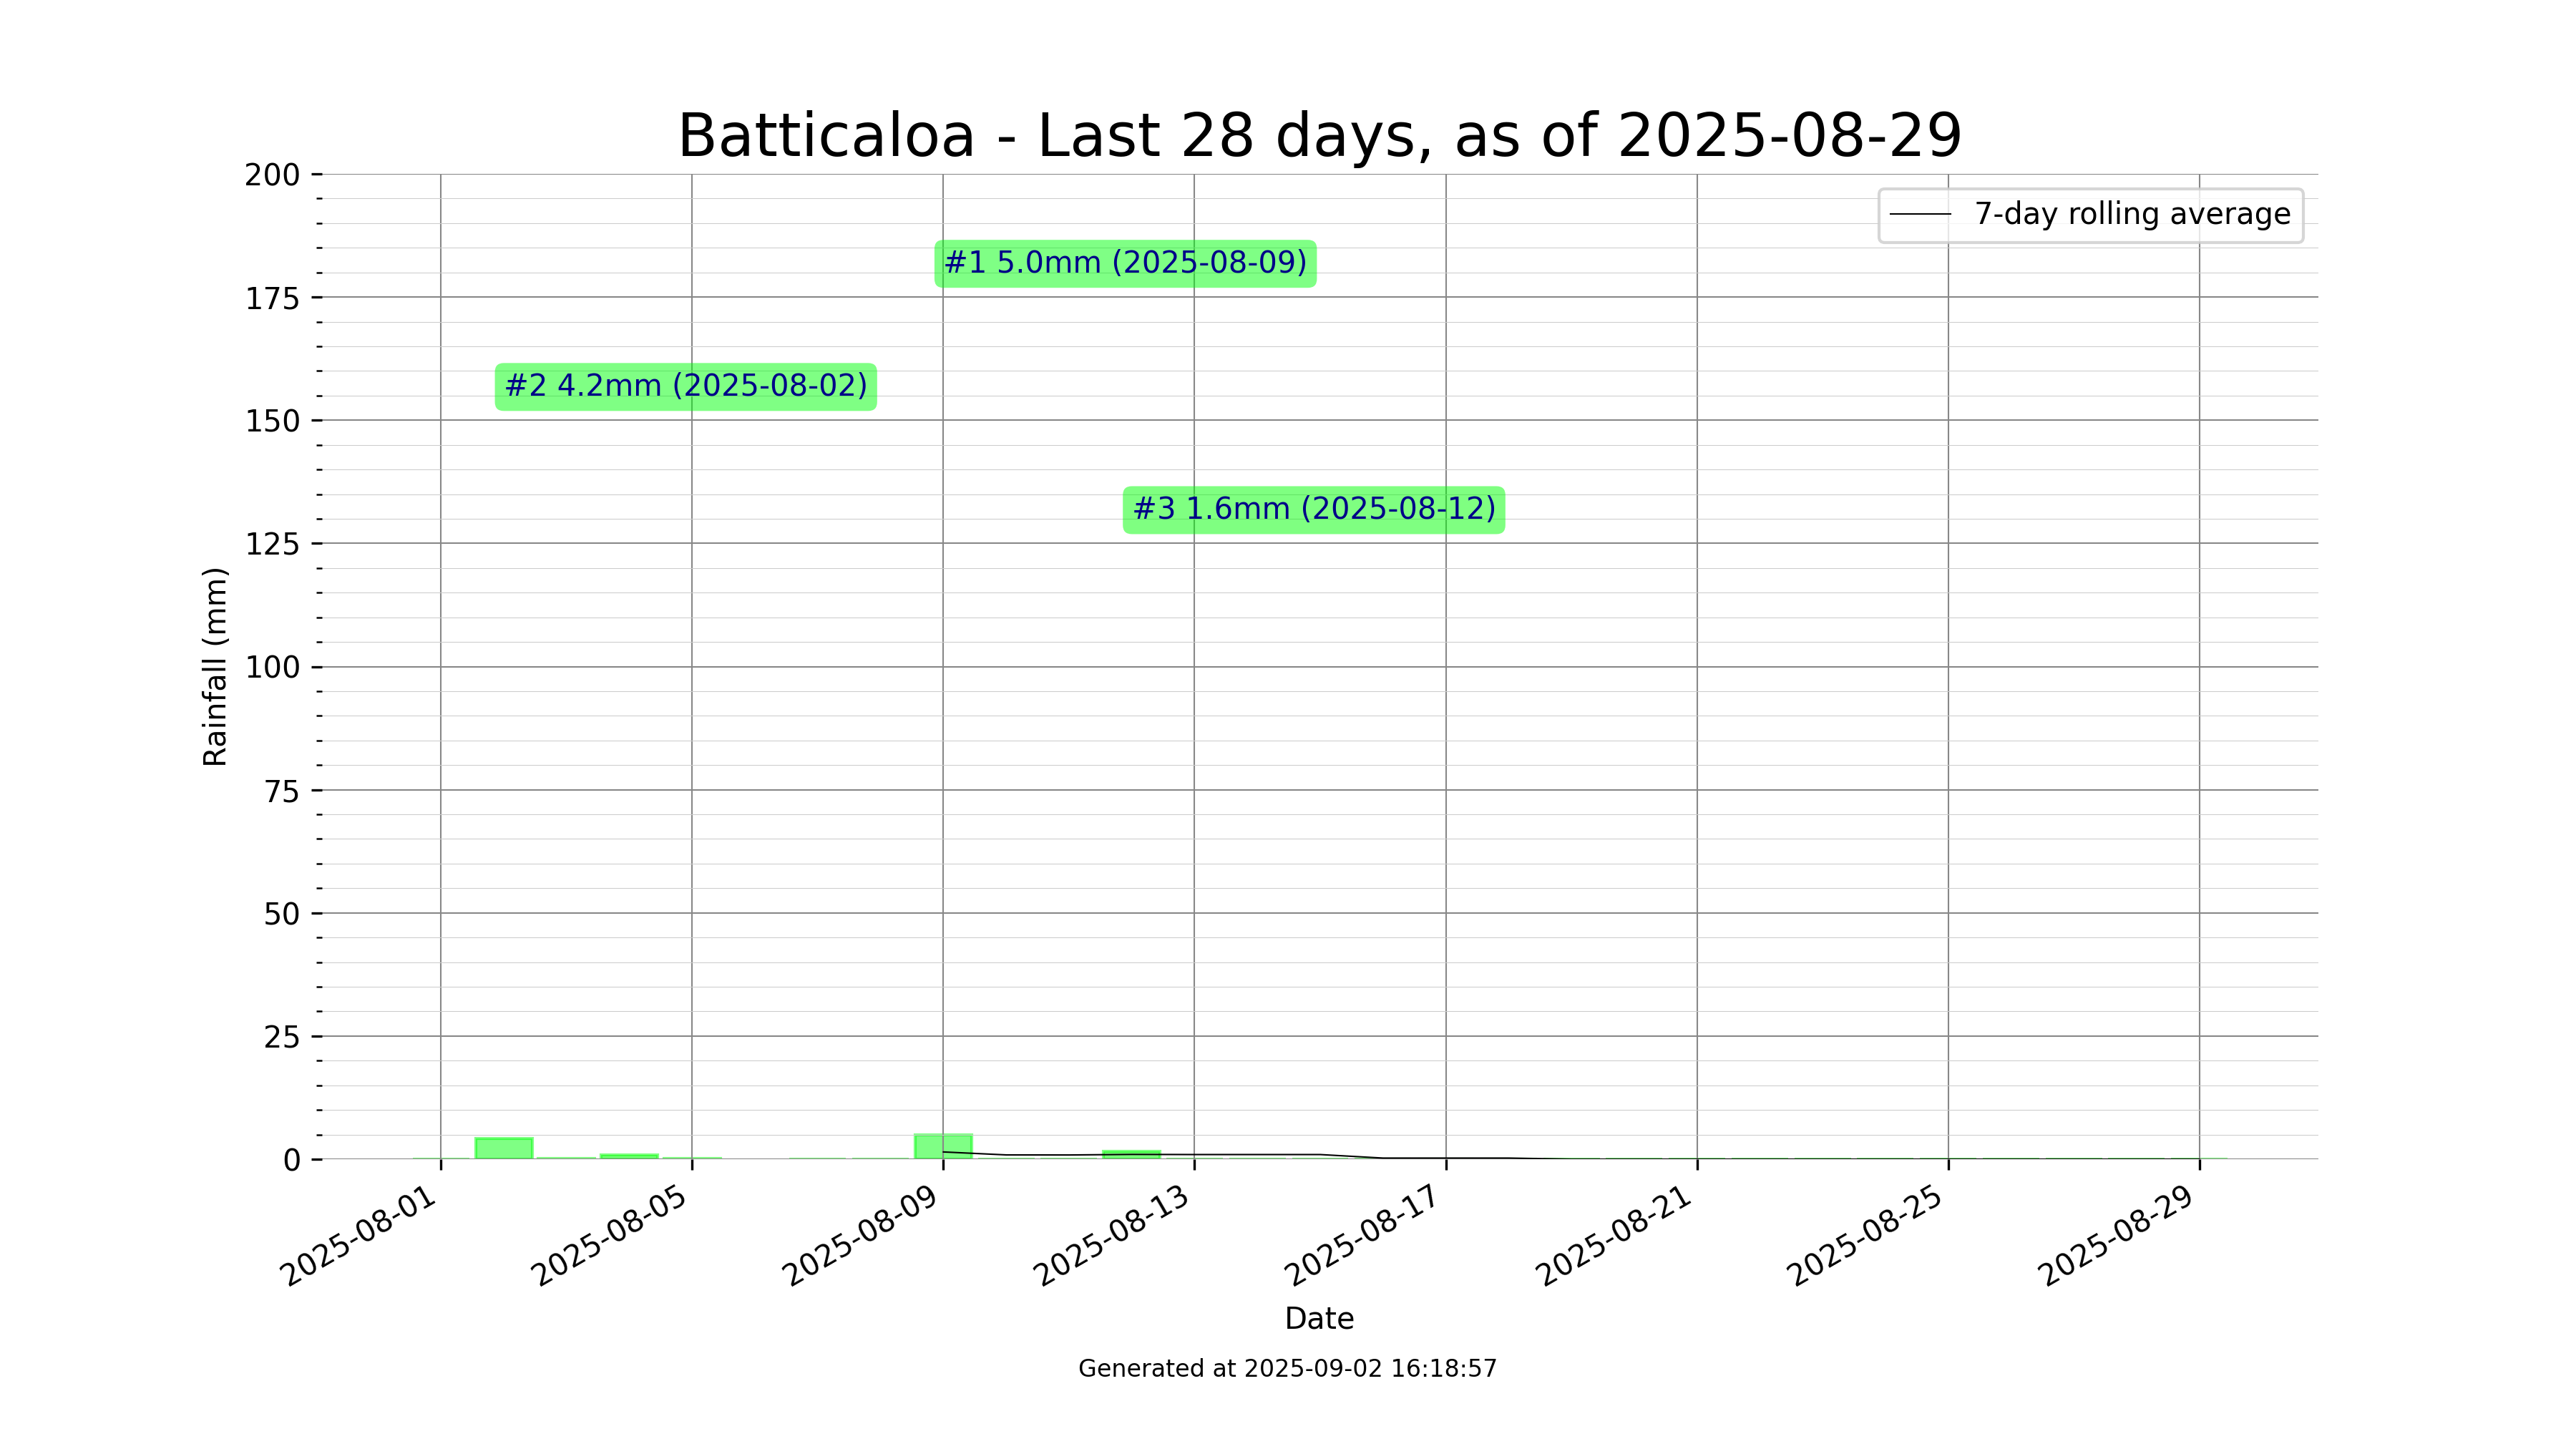 Batticaloa - Last 28 days, as of 2025-08-29
7-day rolling average
#1 5.0mm (2025-08-09)
#2 4.2mm (2025-08-02)
#3 1.6mm (2025-08-12)
Rainfall (mm)
200
175
150
125
100
75
50
25
0
2025-08-01
2025-08-05
2025-08-09
2025-08-13
2025-08-17
2025-08-21
2025-08-25
2025-08-29
Date
Generated at 2025-09-02 16:18:57